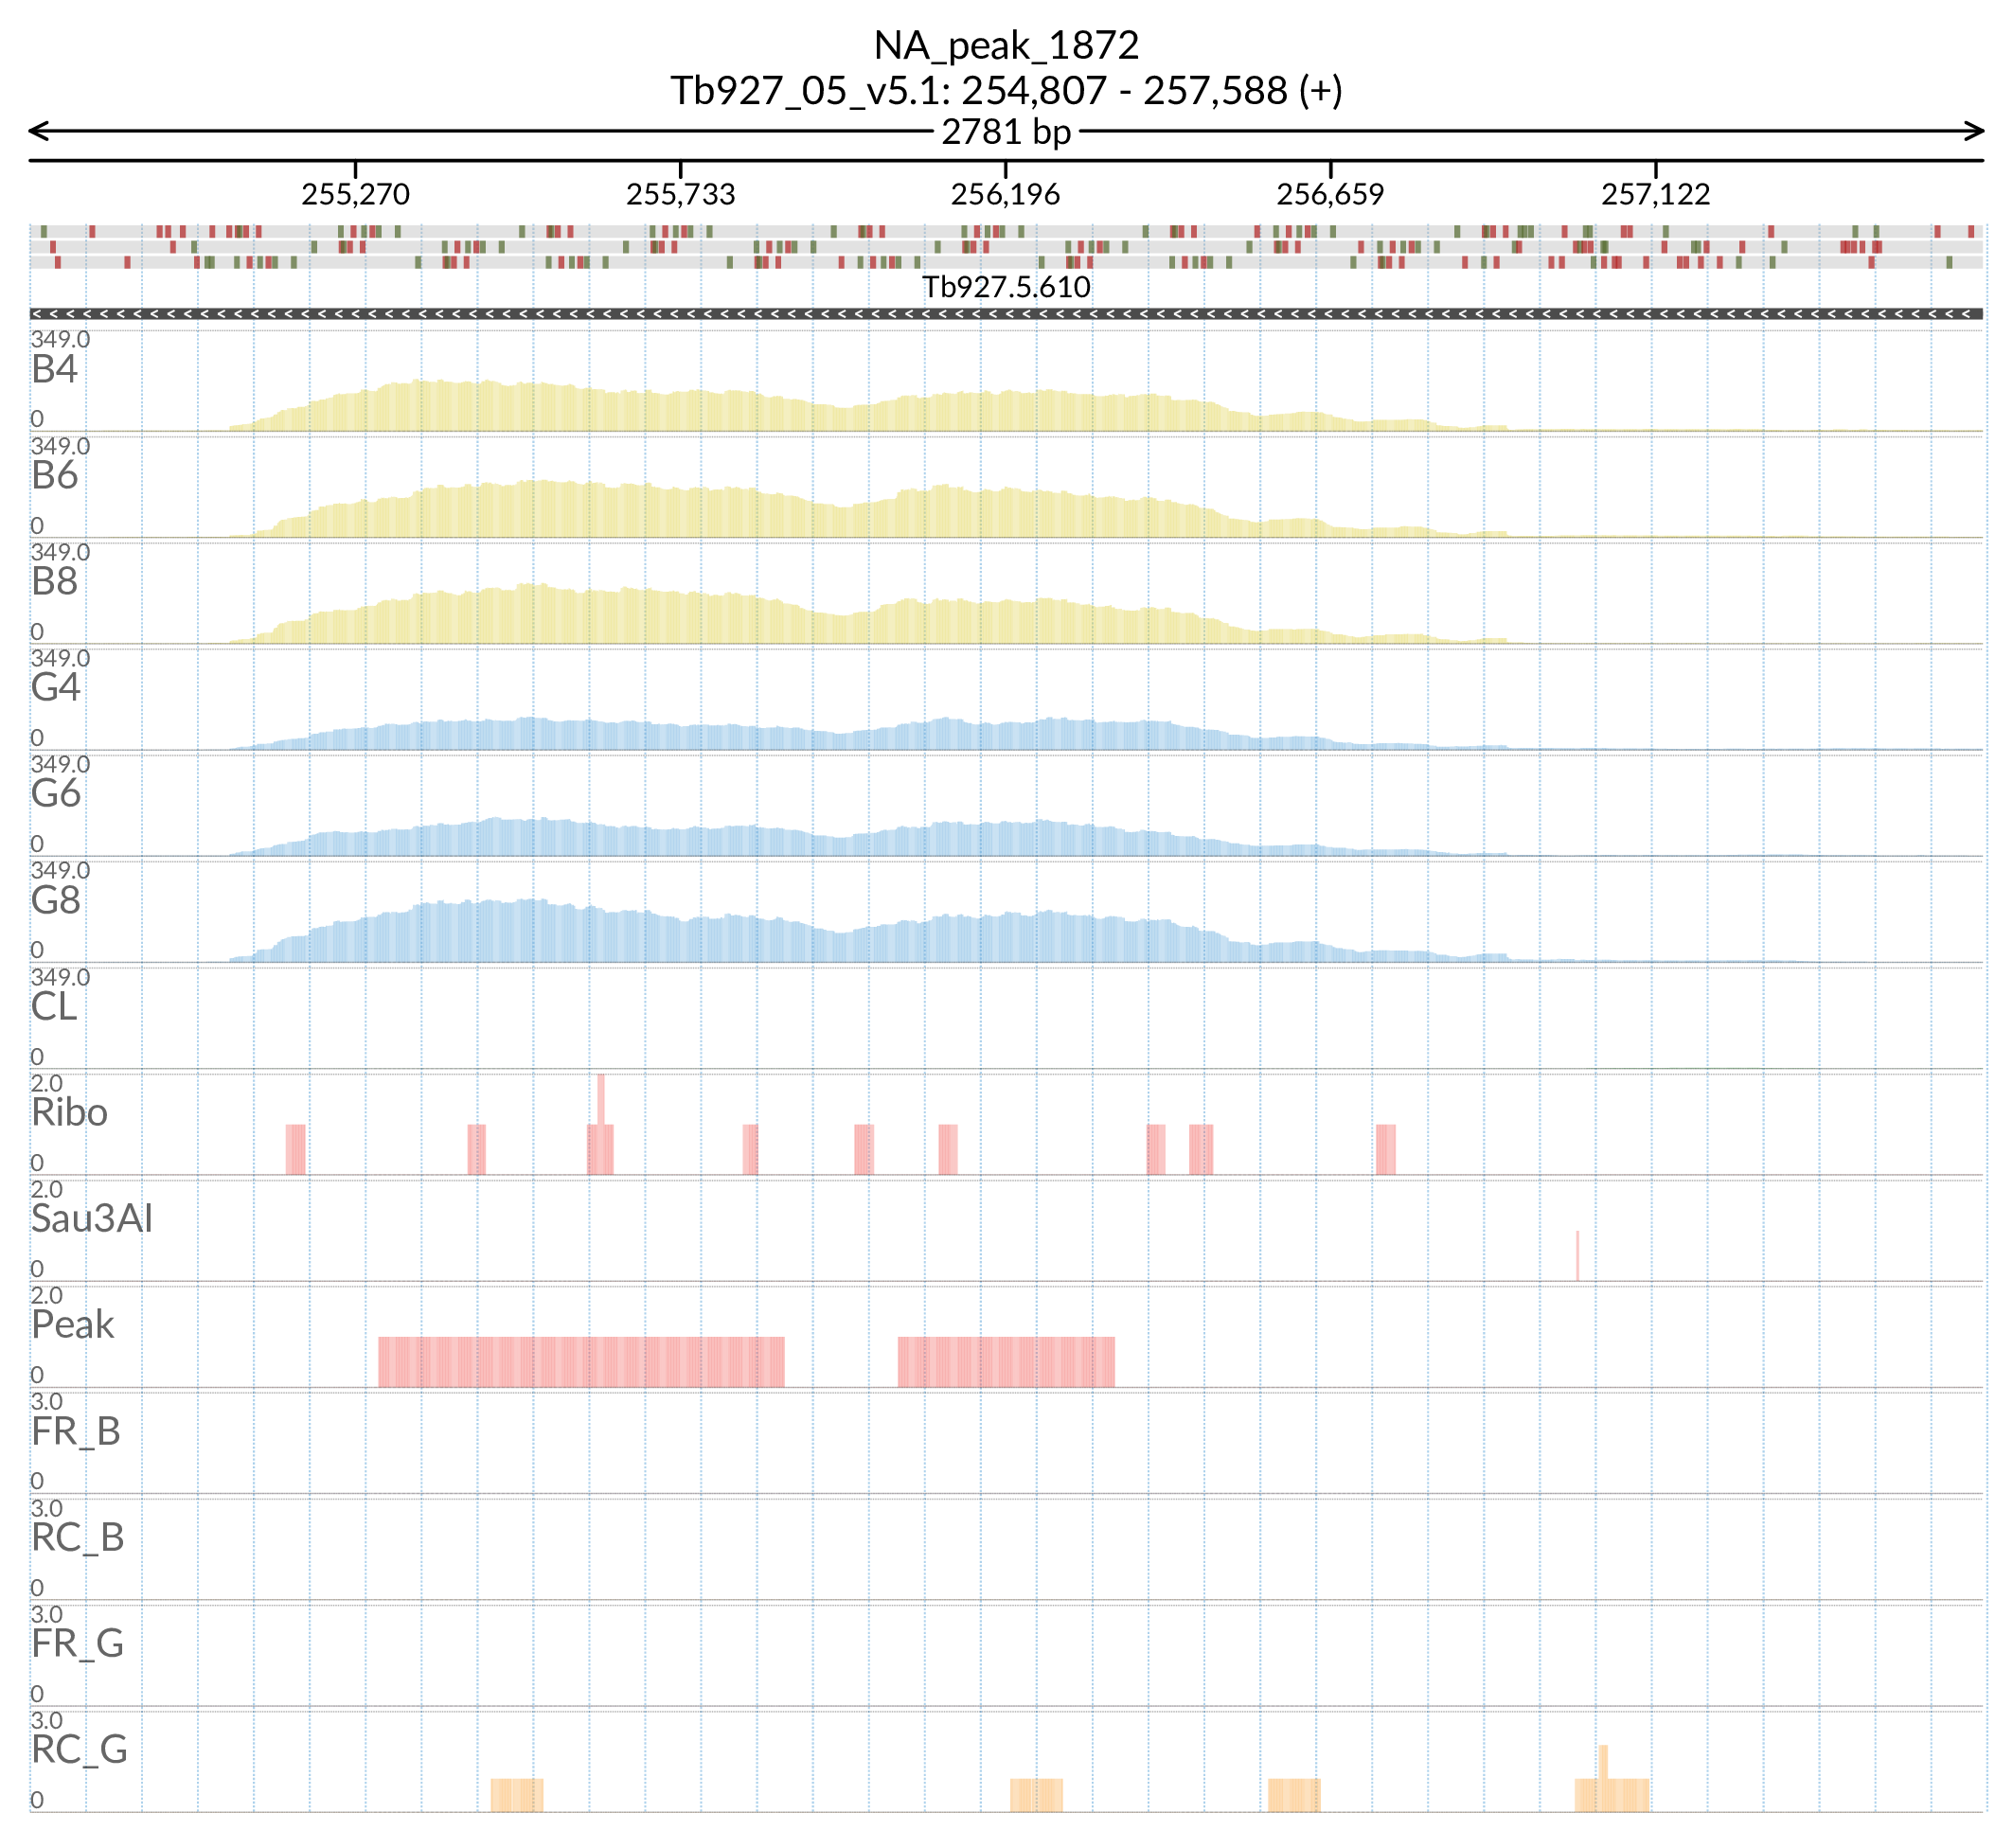 NA_peak_1872
Tb927_05_v5.1: 254,807 - 257,588 (+)
2781 bp
255,270 255,733 256,196 256,659 257,122
Tb927.5.610
349.0
B4
0
349.0
B6
0
349.0
B8
0
349.0
G4
0
349.0
G6
0
349.0
G8
0
349.0
CL
0
2.0
Ribo
0
2.0
Sau3AI
0
2.0
Peak
0
3.0
FR_B
0
3.0
RC_B
0
3.0
FR_G
0
3.0
RC_G
0